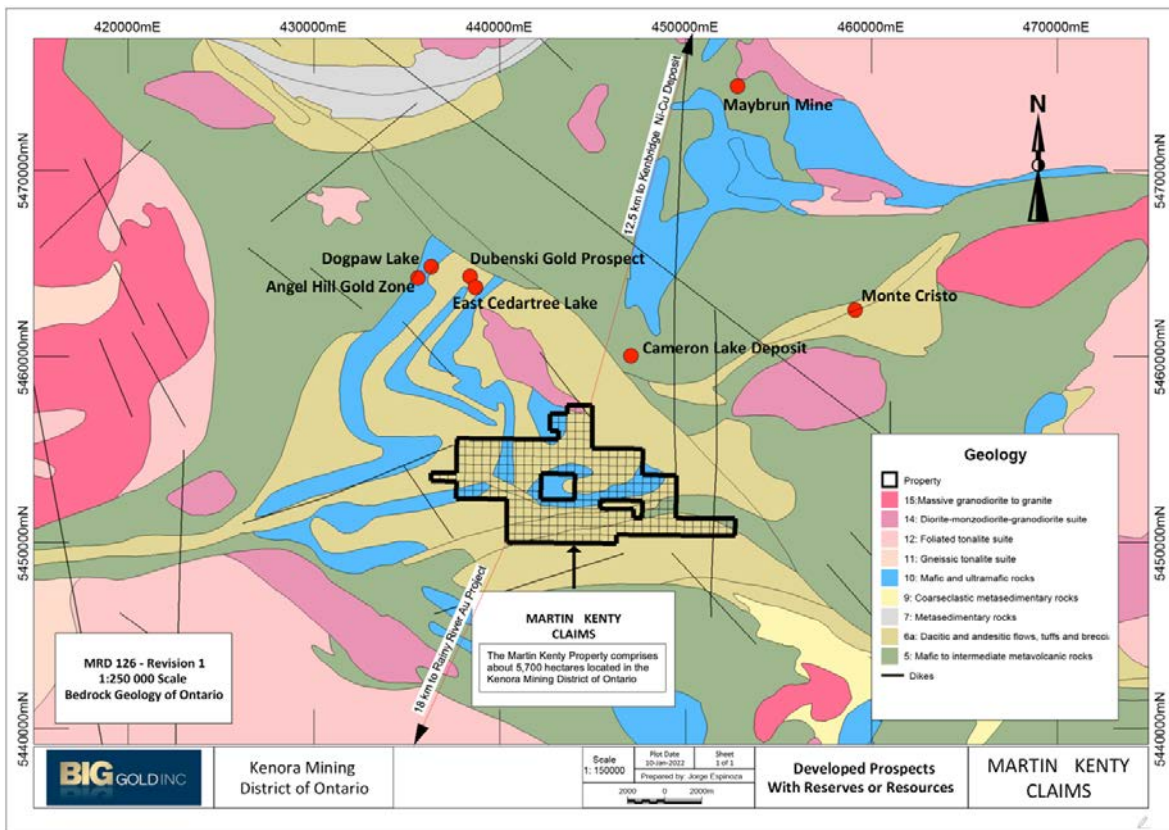 420000mE
430000mE
440000mE
450000mE
460000mE
470000mE
5470000mN
5460000mN
5450000mN
5440000mN
5470000mN
5460000mN
5450000mN
5440000mN
12.5 km to Kenbridge Ni-Cu Deposit
Maybrun Mine
N
Dogpaw Lake
Dubenski Gold Prospect
Angel Hill Gold Zone
East Cedartree Lake
Monte Cristo
Cameron Lake Deposit
18 km to Rainy River Au Project
Geology
Property
15:Massive granodiorite to granite
14: Diorite-monzodiorite-granodiorite suite
12: Foliated tonalite suite
11: Gneissic tonalite suite
10: Mafic and ultramafic rocks
9: Coarseclastic metasedimentary rocks
7: Metasedimentary rocks
6a: Dacitic and andesitic flows, tuffs and breccia
5: Mafic to intermediate metavolcanic rocks
Dikes
MARTIN KENTY
CLAIMS
The Martin Kenty Property comprises
about 5,700 hectares located in the
Kenora Mining District of Ontario
MRD 126 - Revision 1
1:250 000 Scale
Bedrock Geology of Ontario
BIG GOLD INC
Kenora Mining
District of Ontario
Scale
1: 150000
Plot Date
10-Jan-2022
Sheet
1 of 1
Prepared by: Jorge Espinoza
2000 0 2000m
Developed Prospects
With Reserves or Resources
MARTIN KENTY
CLAIMS